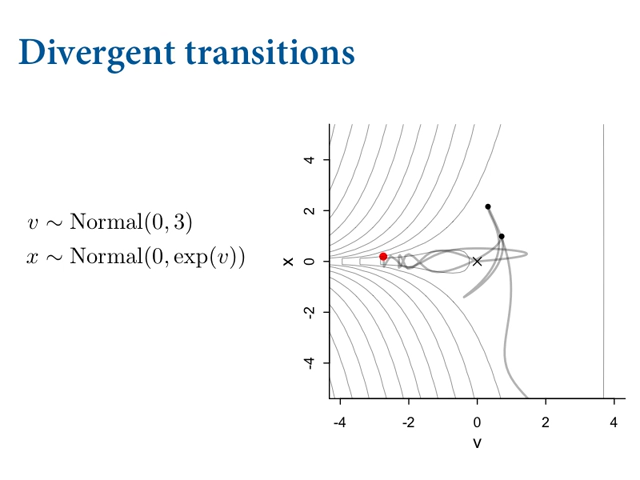 Divergent transitions
v ∼ Normal(0, 3)
x ∼ Normal(0, exp(v))
4
2
0
-2
-4
x
-4 -2 0 2 4
v